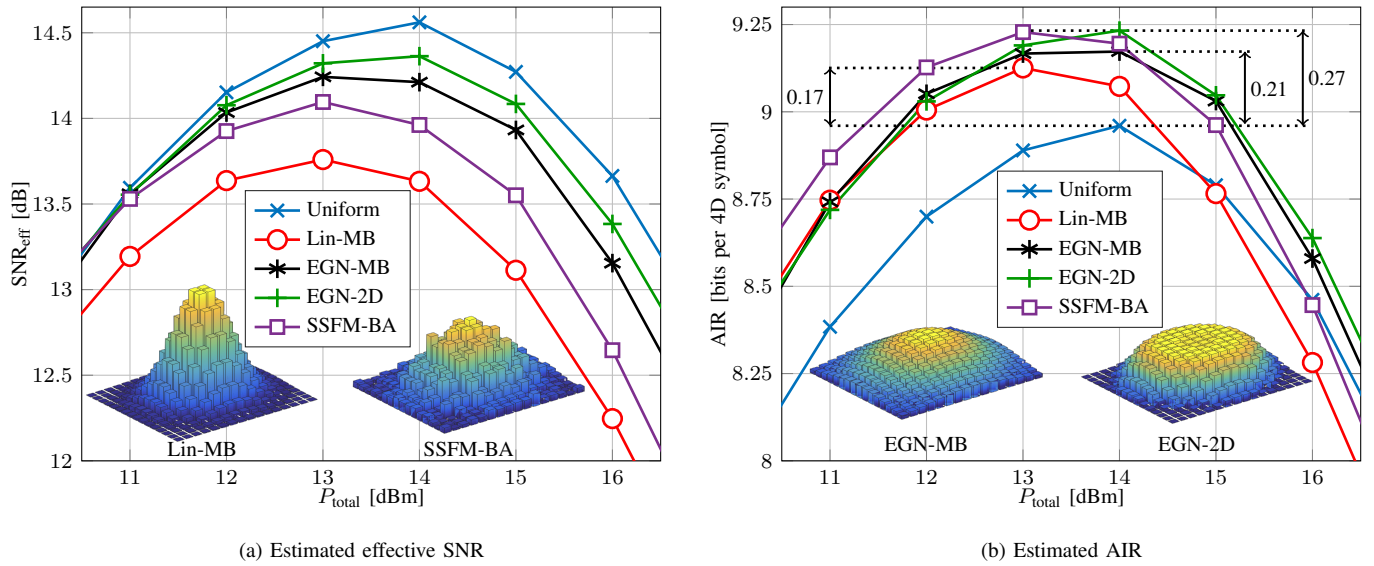 14.5
14
13.5
13
12.5
12
SNR_eff [dB]
Uniform
Lin-MB
EGN-MB
EGN-2D
SSFM-BA
Lin-MB
SSFM-BA
11
12
13
14
15
16
P_total [dBm]
(a) Estimated effective SNR
9.25
9
8.75
8.5
8.25
8
AIR [bits per 4D symbol]
0.17
0.21
0.27
Uniform
Lin-MB
EGN-MB
EGN-2D
SSFM-BA
EGN-MB
EGN-2D
11
12
13
14
15
16
P_total [dBm]
(b) Estimated AIR